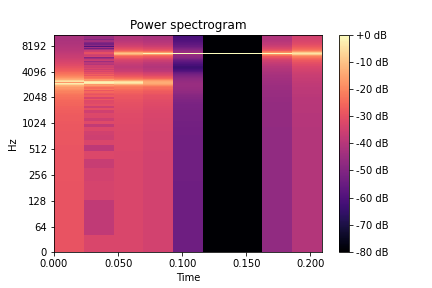 Power spectrogram
8192
4096
2048
1024
512
256
128
64
0
Hz
0.000 0.050 0.100 0.150 0.200
Time
+0 dB
-10 dB
-20 dB
-30 dB
-40 dB
-50 dB
-60 dB
-70 dB
-80 dB